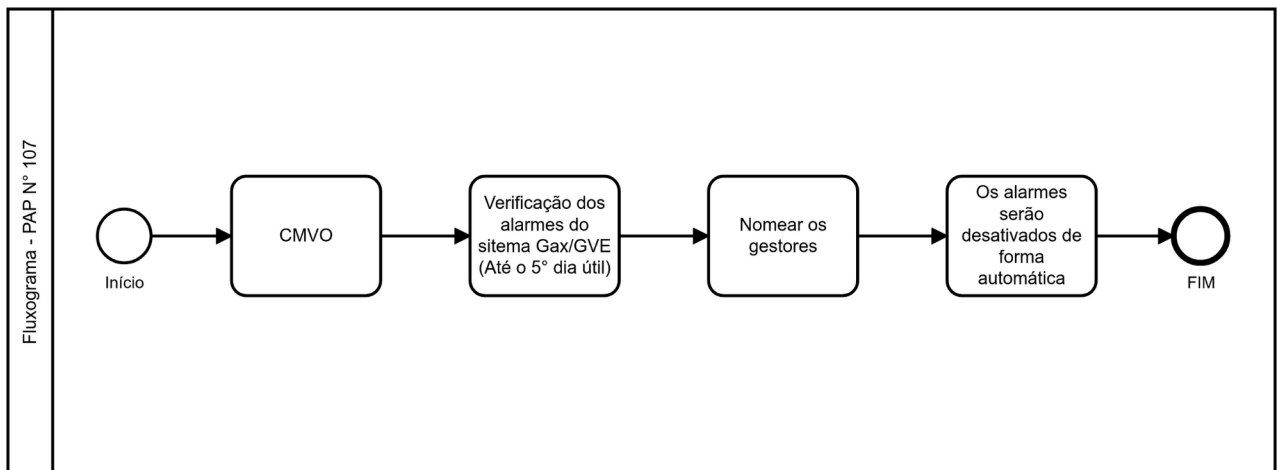 Fluxograma - PAP N° 107
Início
CMVO
Verificação dos
alarmes do
sitema Gax/GVE
(Até o 5° dia útil)
Nomear os
gestores
Os alarmes
serão
desativados de
forma
automática
FIM